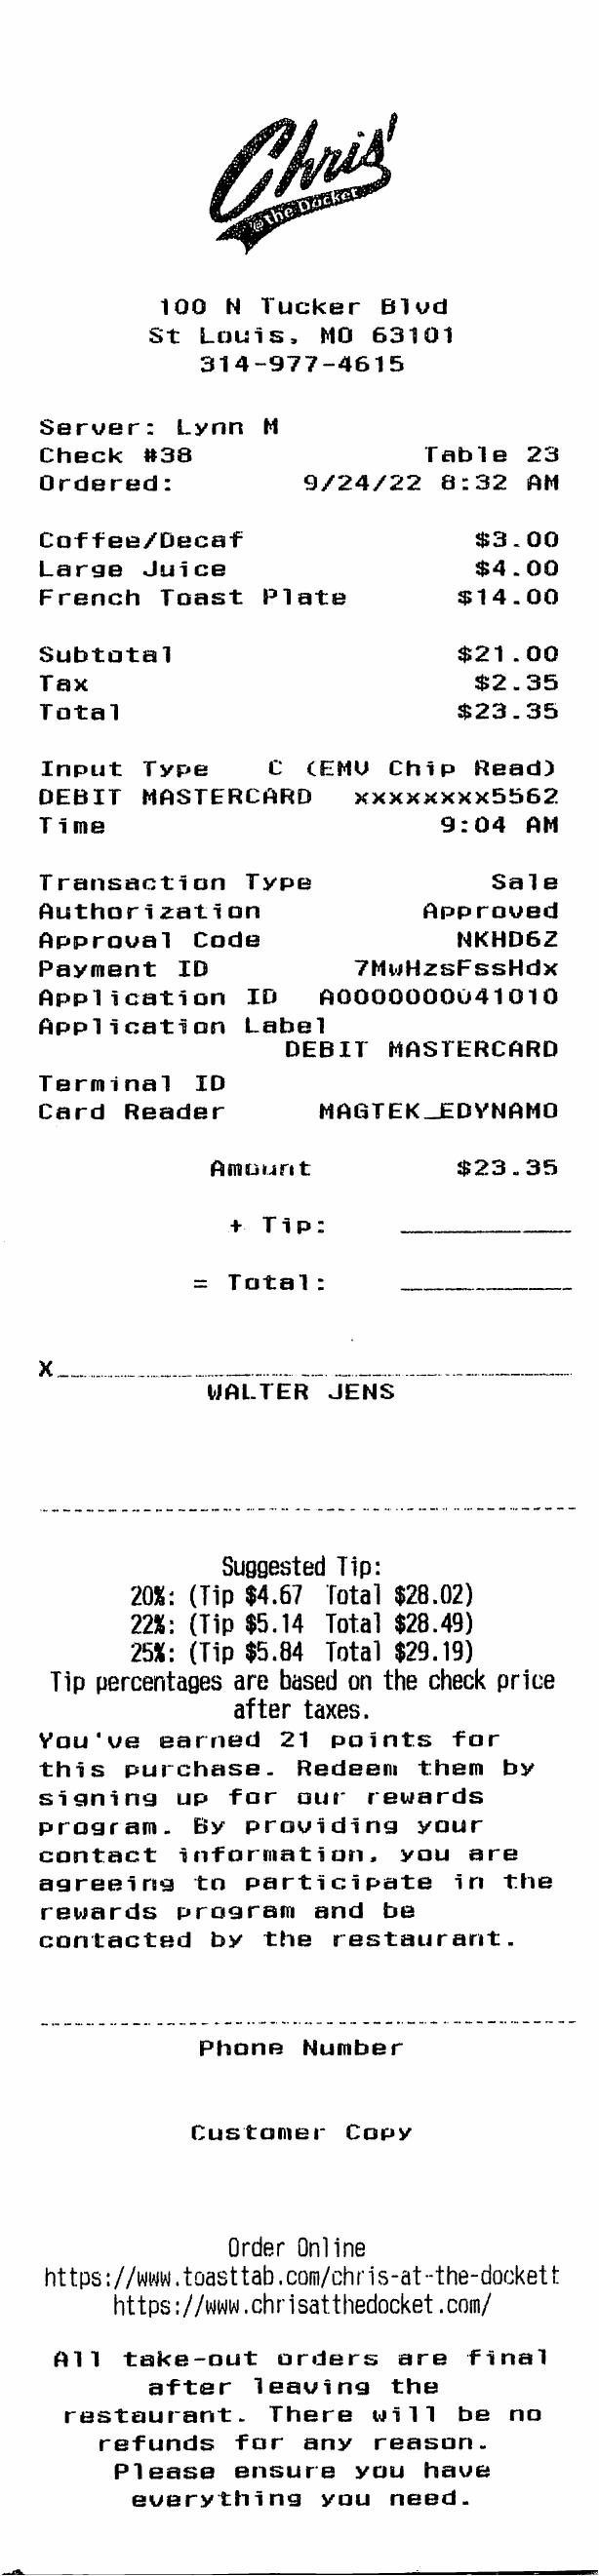 Chris'
@the Docket
100 N Tucker Blvd
St Louis, MO 63101
314-977-4615
Server: Lynn M
Check #38 Table 23
Ordered: 9/24/22 8:32 AM
Coffee/Decaf $3.00
Large Juice $4.00
French Toast Plate $14.00
Subtotal $21.00
Tax $2.35
Total $23.35
Input Type C (EMV Chip Read)
DEBIT MASTERCARD xxxxxxxx5562
Time 9:04 AM
Transaction Type Sale
Authorization Approved
Approval Code NKHD6Z
Payment ID 7MwHzsFssHdx
Application ID A0000000041010
Application Label
DEBIT MASTERCARD
Terminal ID
Card Reader MAGTEK_EDYNAMO
Amount $23.35
+ Tip:
= Total:
X
WALTER JENS
Suggested Tip:
20%: (Tip $4.67 Total $28.02)
22%: (Tip $5.14 Total $28.49)
25%: (Tip $5.84 Total $29.19)
Tip percentages are based on the check price
after taxes.
You've earned 21 points for
this purchase. Redeem them by
signing up for our rewards
program. By providing your
contact information, you are
agreeing to participate in the
rewards program and be
contacted by the restaurant.
Phone Number
Customer Copy
Order Online
https://www.toasttab.com/chris-at-the-dockett
https://www.chrisatthedocket.com/
All take-out orders are final
after leaving the
restaurant. There will be no
refunds for any reason.
Please ensure you have
everything you need.